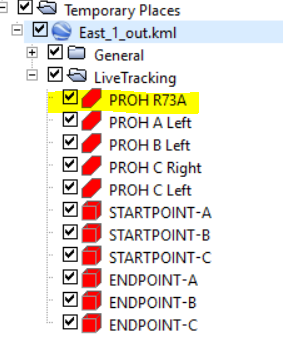 Temporary Places
East_1_out.kml
General
LiveTracking
PROH R73A
PROH A Left
PROH B Left
PROH C Right
PROH C Left
STARTPOINT-A
STARTPOINT-B
STARTPOINT-C
ENDPOINT-A
ENDPOINT-B
ENDPOINT-C